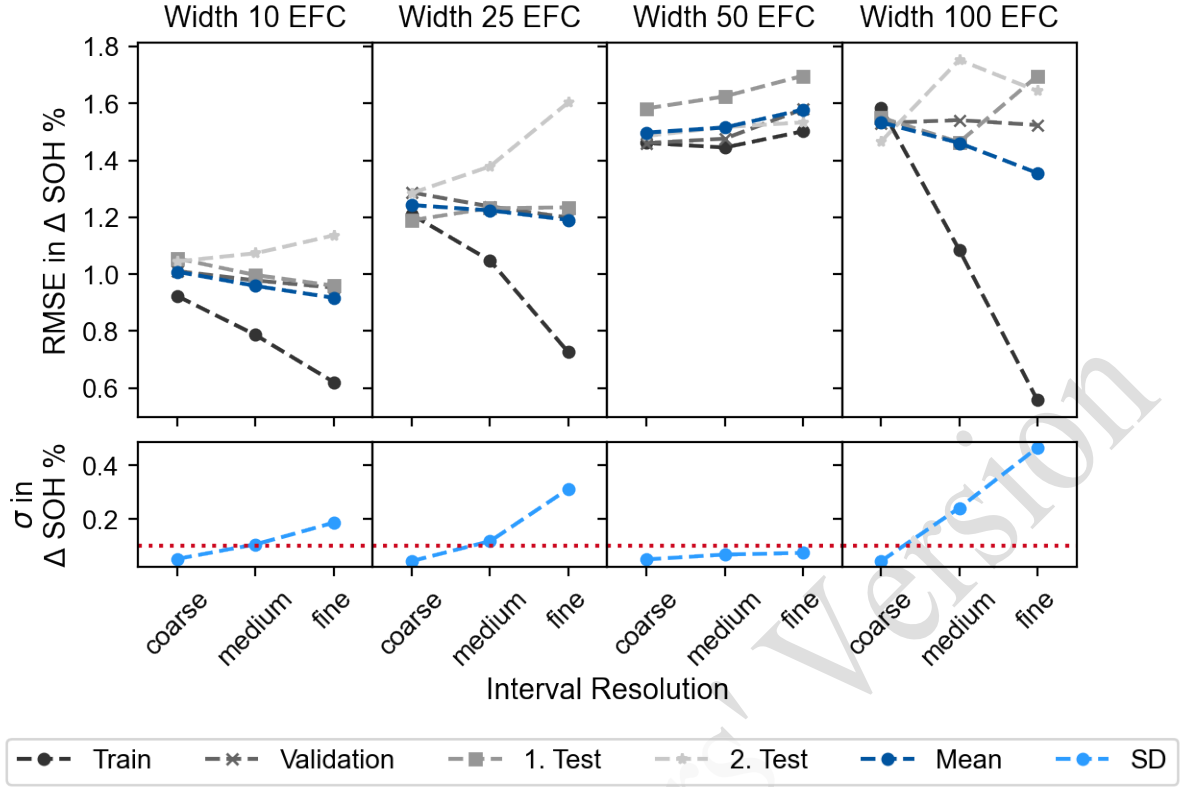 Width 10 EFC Width 25 EFC Width 50 EFC Width 100 EFC
RMSE in Δ SOH %
1.8
1.6
1.4
1.2
1.0
0.8
0.6
σ in
Δ SOH %
0.4
0.2
coarse medium fine coarse medium fine coarse medium fine coarse medium fine
Interval Resolution
Train Validation 1. Test 2. Test Mean SD
s' Version